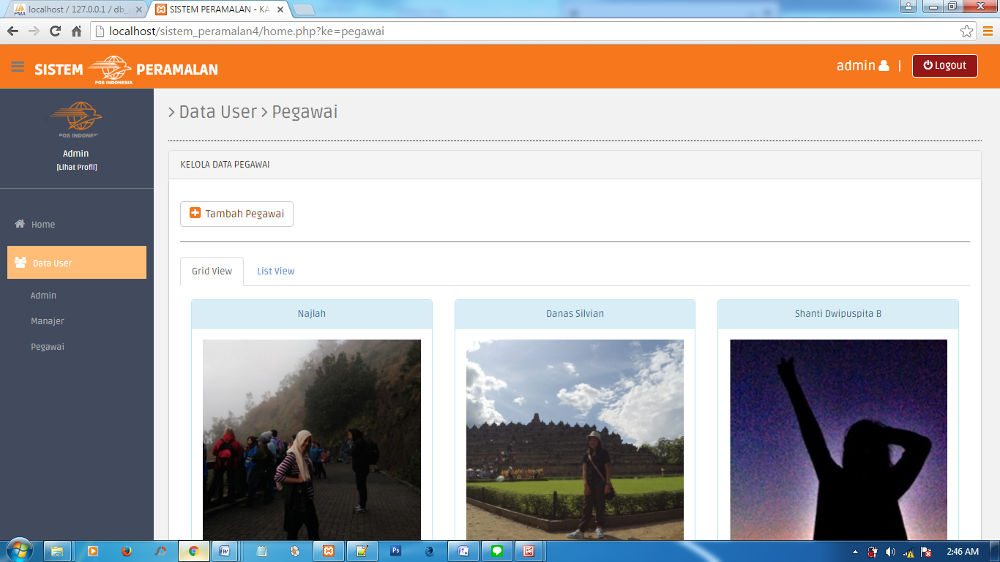 localhost / 127.0.0.1 / db_
SISTEM PERAMALAN - KA
localhost/sistem_peramalan4/home.php?ke=pegawai
SISTEM POS INDONESIA PERAMALAN
admin | Logout
POS INDONE
Admin
[Lihat Profil]
Home
Data User
Admin
Manajer
Pegawai
> Data User > Pegawai
KELOLA DATA PEGAWAI
Tambah Pegawai
Grid View List View
Najlah
Danas Silvian
Shanti Dwipuspita B
2:46 AM